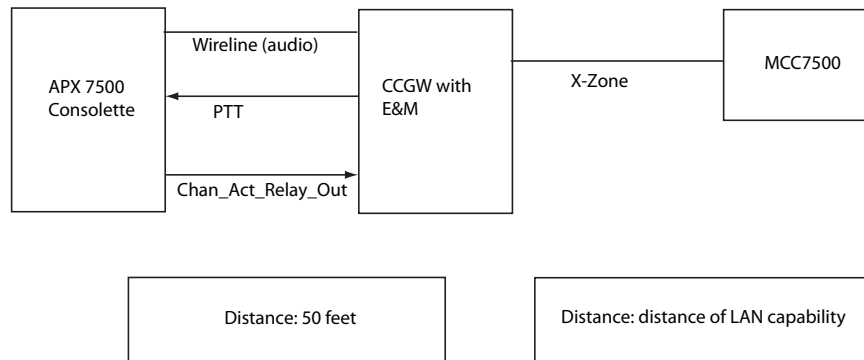 APX 7500
Consolette
Wireline (audio)
PTT
Chan_Act_Relay_Out
CCGW with
E&M
X-Zone
MCC7500
Distance: 50 feet
Distance: distance of LAN capability